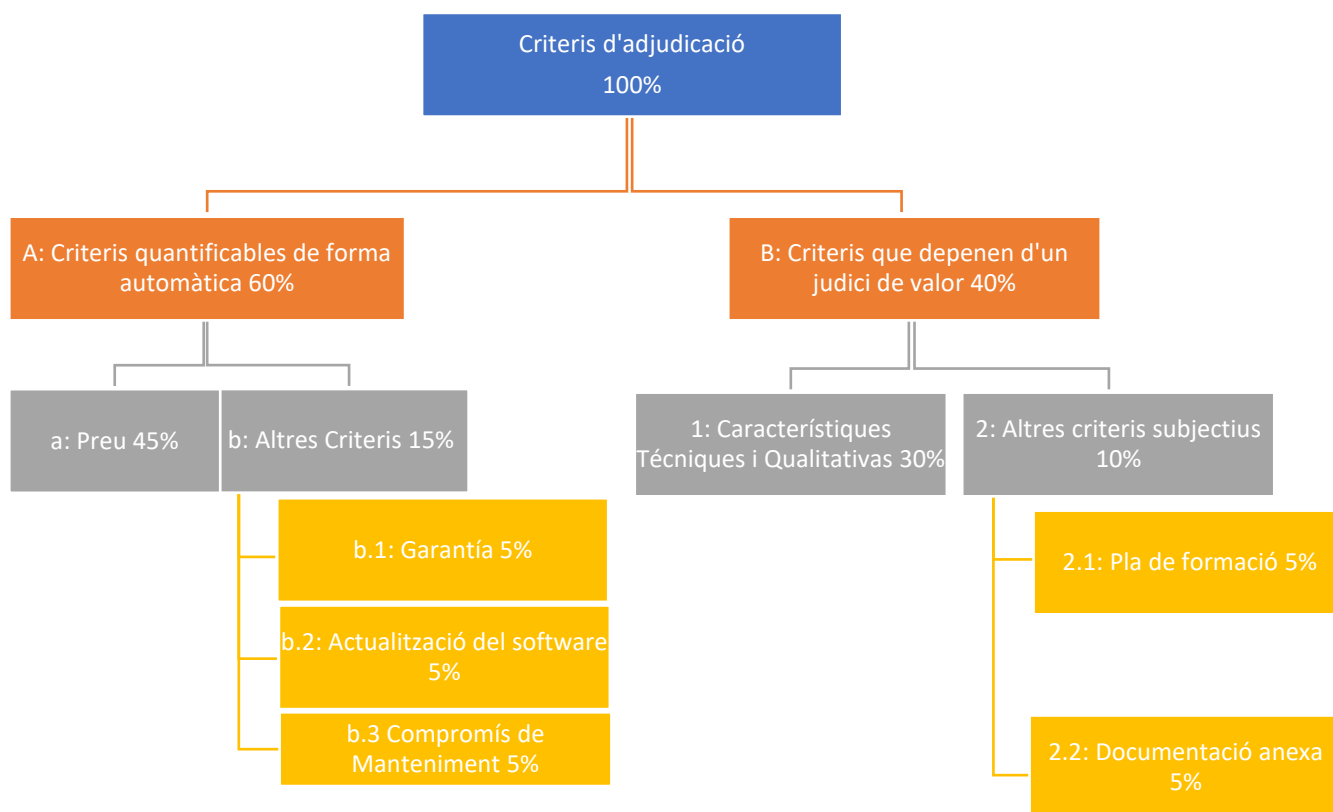 Criteris d'adjudicació
100%
A: Criteris quantificables de forma
automàtica 60%
B: Criteris que depenen d'un
judici de valor 40%
a: Preu 45%
b: Altres Criteris 15%
1: Característiques
Técniques i Qualitativas 30%
2: Altres criteris subjectius
10%
b.1: Garantía 5%
b.2: Actualització del software
5%
b.3 Compromís de
Manteniment 5%
2.1: Pla de formació 5%
2.2: Documentació anexa
5%